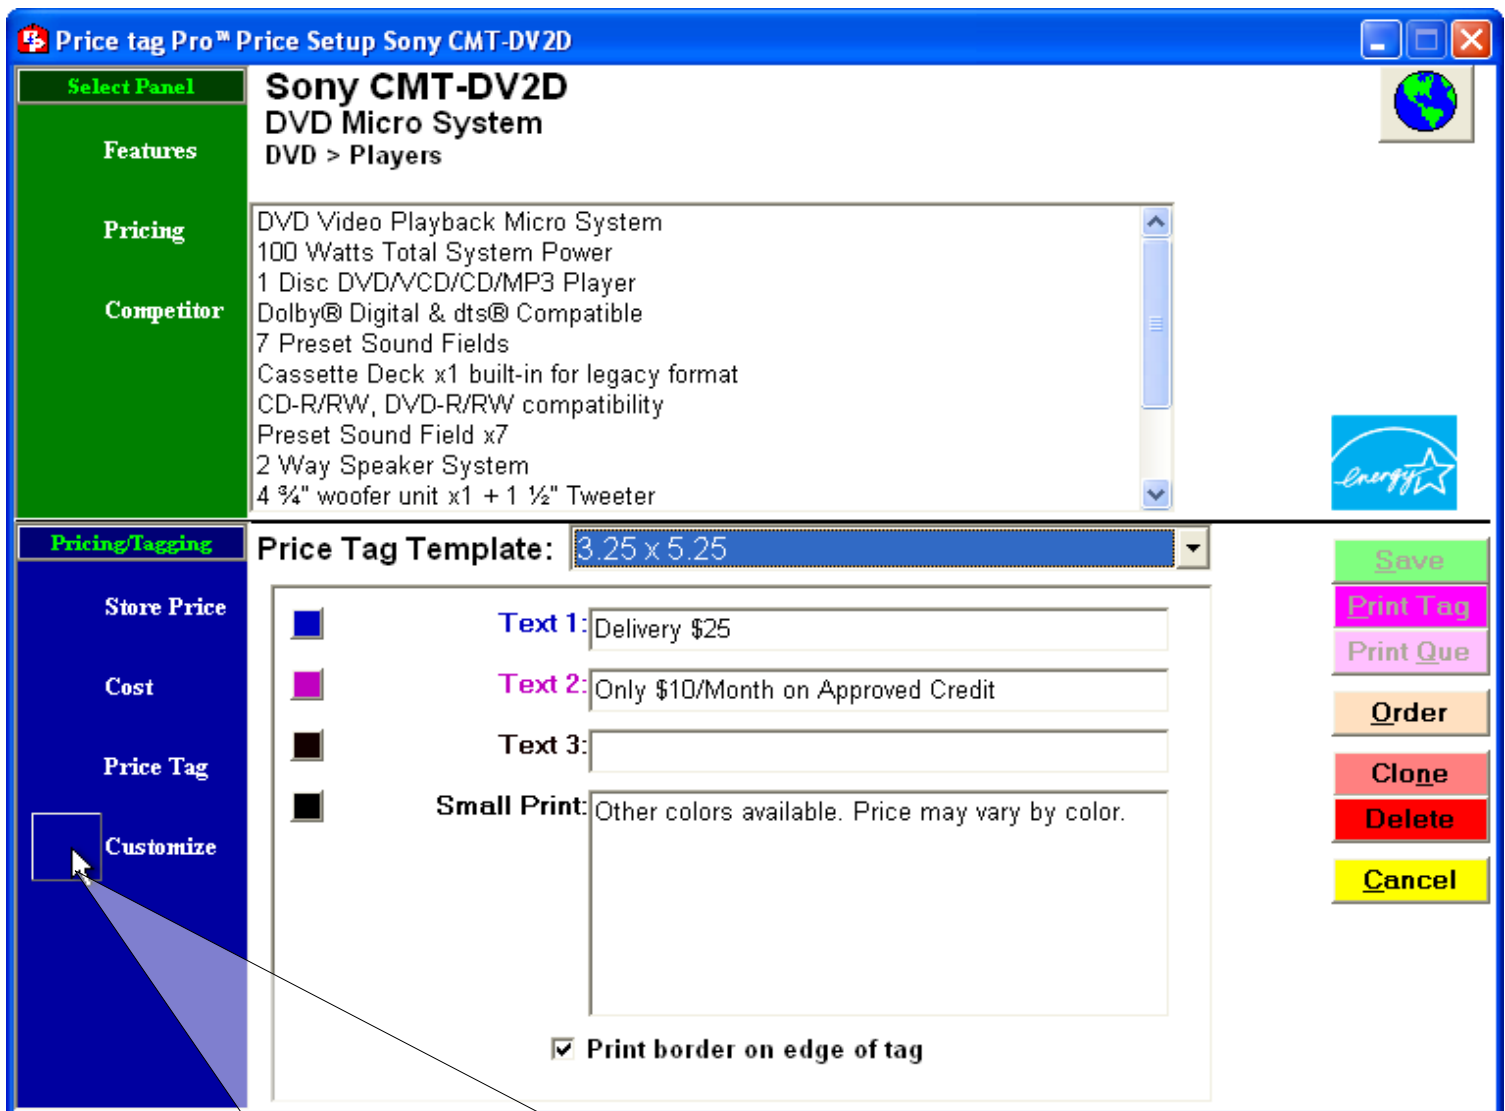 Price tag Pro™ Price Setup Sony CMT-DV2D
Select Panel
Features
Pricing
Competitor
Sony CMT-DV2D
DVD Micro System
DVD > Players
DVD Video Playback Micro System
100 Watts Total System Power
1 Disc DVD/VCD/CD/MP3 Player
Dolby® Digital & dts® Compatible
7 Preset Sound Fields
Cassette Deck x1 built-in for legacy format
CD-R/RW, DVD-R/RW compatibility
Preset Sound Field x7
2 Way Speaker System
4 ¾" woofer unit x1 + 1 ½" Tweeter
energy
Pricing/Tagging
Store Price
Cost
Price Tag
Customize
Price Tag Template: 3.25 x 5.25
Text 1: Delivery $25
Text 2: Only $10/Month on Approved Credit
Text 3:
Small Print: Other colors available. Price may vary by color.
Print border on edge of tag
Save
Print Tag
Print Que
Order
Clone
Delete
Cancel